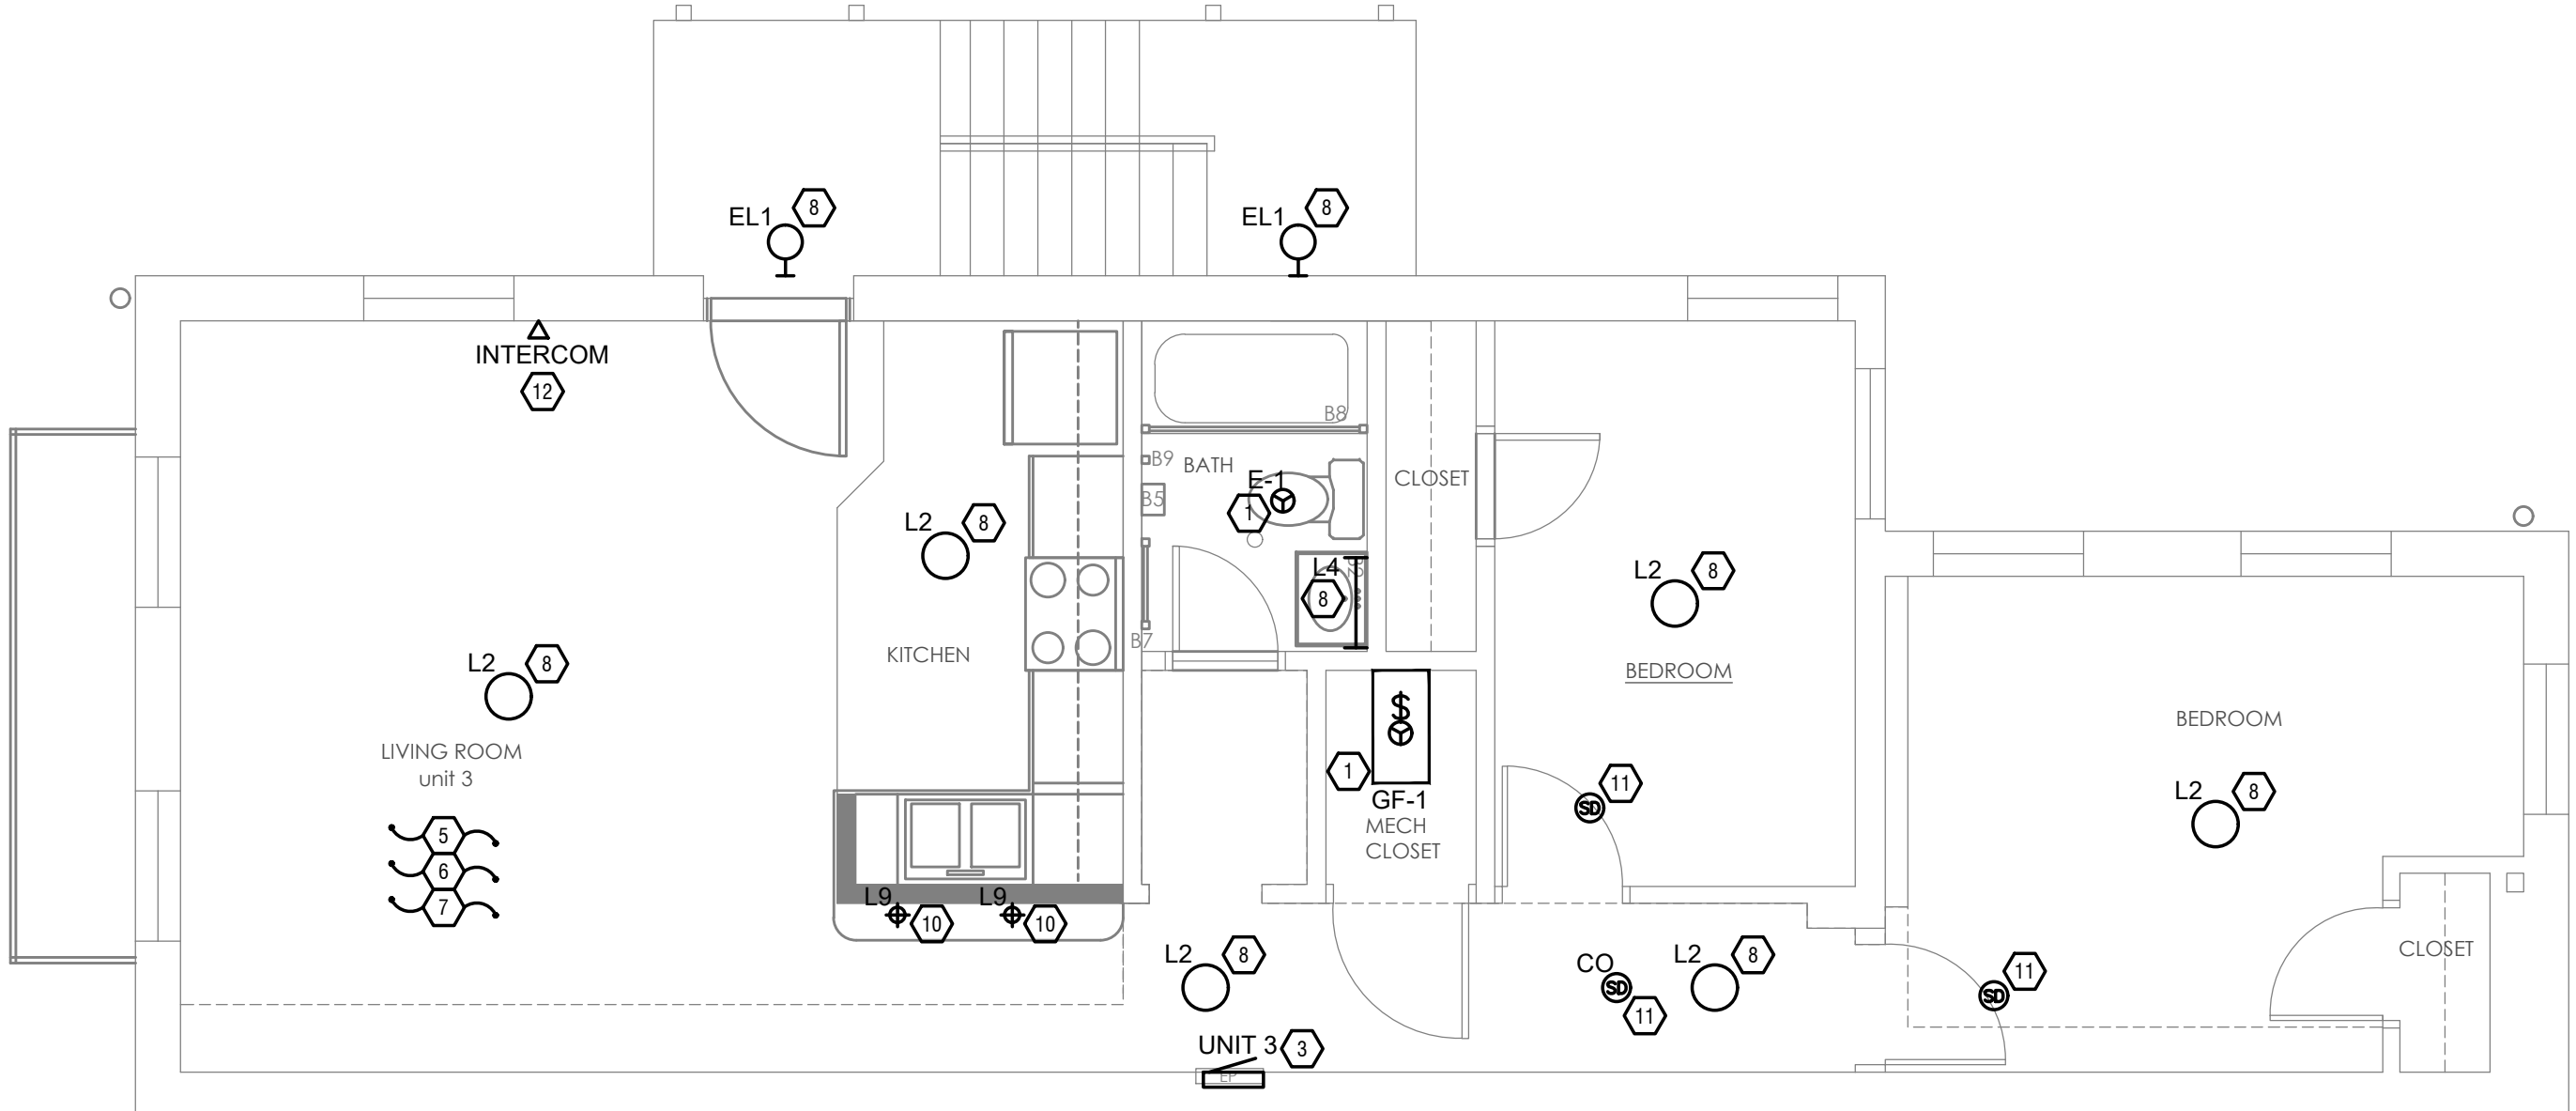 EL1 8
EL1 8
INTERCOM
12
B8
B9
BATH
E-1
CLOSET
B5
1
L2 8
L4
8
L2 8
B7
KITCHEN
L2 8
BEDROOM
$
BEDROOM
LIVING ROOM
unit 3
1
GF-1
MECH
CLOSET
SD 11
L2 8
5
6
7
L9 10
L9 10
L2 8
CO
SD
11
L2 8
SD 11
CLOSET
UNIT 3 3
EP